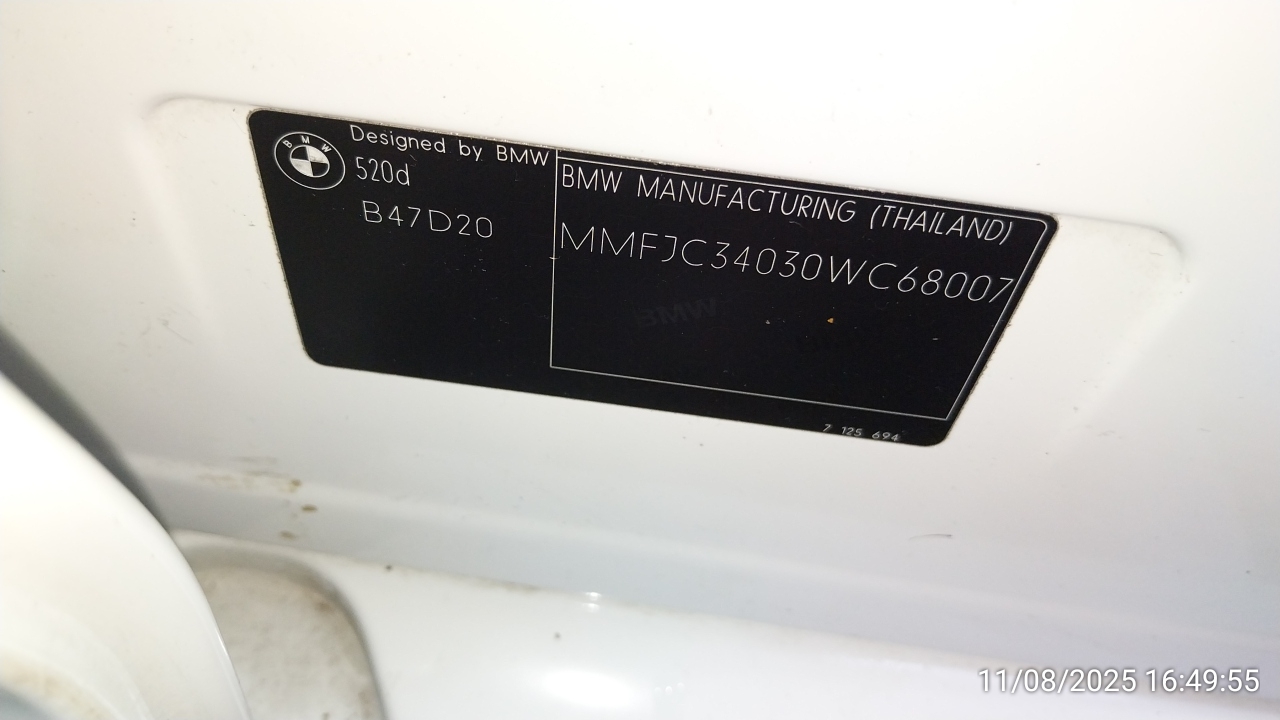 BMW
Designed by BMW
520d
B47D20
BMW MANUFACTURING (THAILAND)
MMFJC34030WC68007
7 125 694
11/08/2025 16:49:55